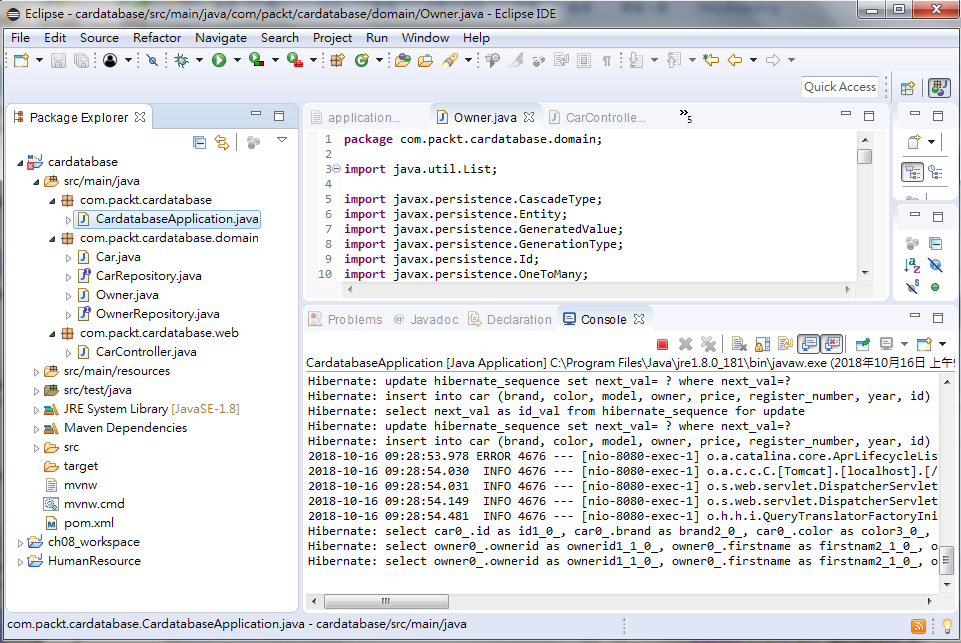 Eclipse - cardatabase/src/main/java/com/packt/cardatabase/domain/Owner.java - Eclipse IDE
File Edit Source Refactor Navigate Search Project Run Window Help
Quick Access
Package Explorer
cardatabase
src/main/java
com.packt.cardatabase
CardatabaseApplication.java
com.packt.cardatabase.domain
Car.java
CarRepository.java
Owner.java
OwnerRepository.java
com.packt.cardatabase.web
CarController.java
src/main/resources
src/test/java
JRE System Library [JavaSE-1.8]
Maven Dependencies
src
target
mvnw
mvnw.cmd
pom.xml
ch08_workspace
HumanResource
application... Owner.java CarControlle... 5
1 package com.packt.cardatabase.domain;
2
3 import java.util.List;
4
5 import javax.persistence.CascadeType;
6 import javax.persistence.Entity;
7 import javax.persistence.GeneratedValue;
8 import javax.persistence.GenerationType;
9 import javax.persistence.Id;
10 import javax.persistence.OneToMany;
Problems @ Javadoc Declaration Console
CardatabaseApplication [Java Application] C:\Program Files\Java\jre1.8.0_181\bin\javaw.exe (2018年10月16日 上午9
Hibernate: update hibernate_sequence set next_val= ? where next_val=?
Hibernate: insert into car (brand, color, model, owner, price, register_number, year, id)
Hibernate: select next_val as id_val from hibernate_sequence for update
Hibernate: update hibernate_sequence set next_val= ? where next_val=?
Hibernate: insert into car (brand, color, model, owner, price, register_number, year, id)
2018-10-16 09:28:53.978 ERROR 4676 --- [nio-8080-exec-1] o.a.catalina.core.AprLifecycleLis
2018-10-16 09:28:54.030 INFO 4676 --- [nio-8080-exec-1] o.a.c.c.C.[Tomcat].[localhost].[/
2018-10-16 09:28:54.031 INFO 4676 --- [nio-8080-exec-1] o.s.web.servlet.DispatcherServlet
2018-10-16 09:28:54.149 INFO 4676 --- [nio-8080-exec-1] o.s.web.servlet.DispatcherServlet
2018-10-16 09:28:54.481 INFO 4676 --- [nio-8080-exec-1] o.h.h.i.QueryTranslatorFactoryIni
Hibernate: select car0_.id as id1_0_, car0_.brand as brand2_0_, car0_.color as color3_0_,
Hibernate: select owner0_.ownerid as ownerid1_1_0_, owner0_.firstname as firstnam2_1_0_, o
Hibernate: select owner0_.ownerid as ownerid1_1_0_, owner0_.firstname as firstnam2_1_0_, o
com.packt.cardatabase.CardatabaseApplication.java - cardatabase/src/main/java